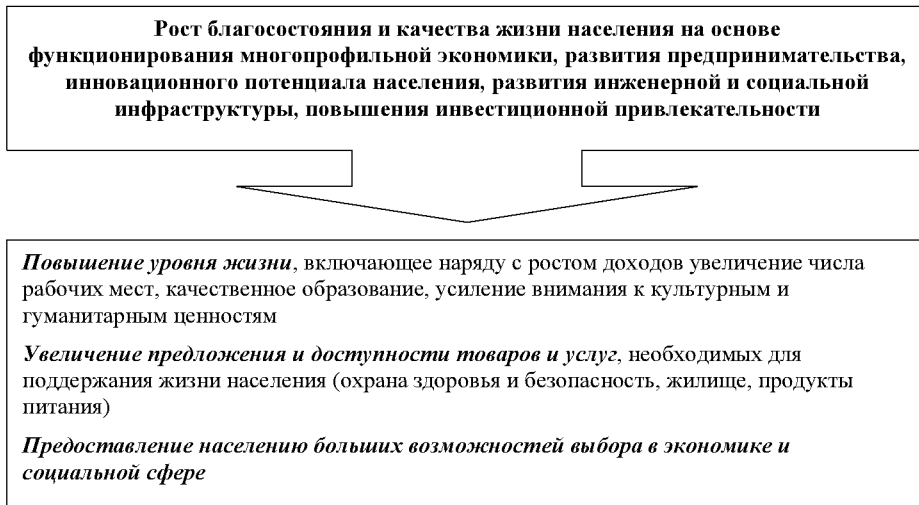 Рост благосостояния и качества жизни населения на основе
функционирования многопрофильной экономики, развития предпринимательства,
инновационного потенциала населения, развития инженерной и социальной
инфраструктуры, повышения инвестиционной привлекательности
Повышение уровня жизни, включающее наряду с ростом доходов увеличение числа
рабочих мест, качественное образование, усиление внимания к культурным и
гуманитарным ценностям
Увеличение предложения и доступности товаров и услуг, необходимых для
поддержания жизни населения (охрана здоровья и безопасность, жилище, продукты
питания)
Предоставление населению больших возможностей выбора в экономике и
социальной сфере